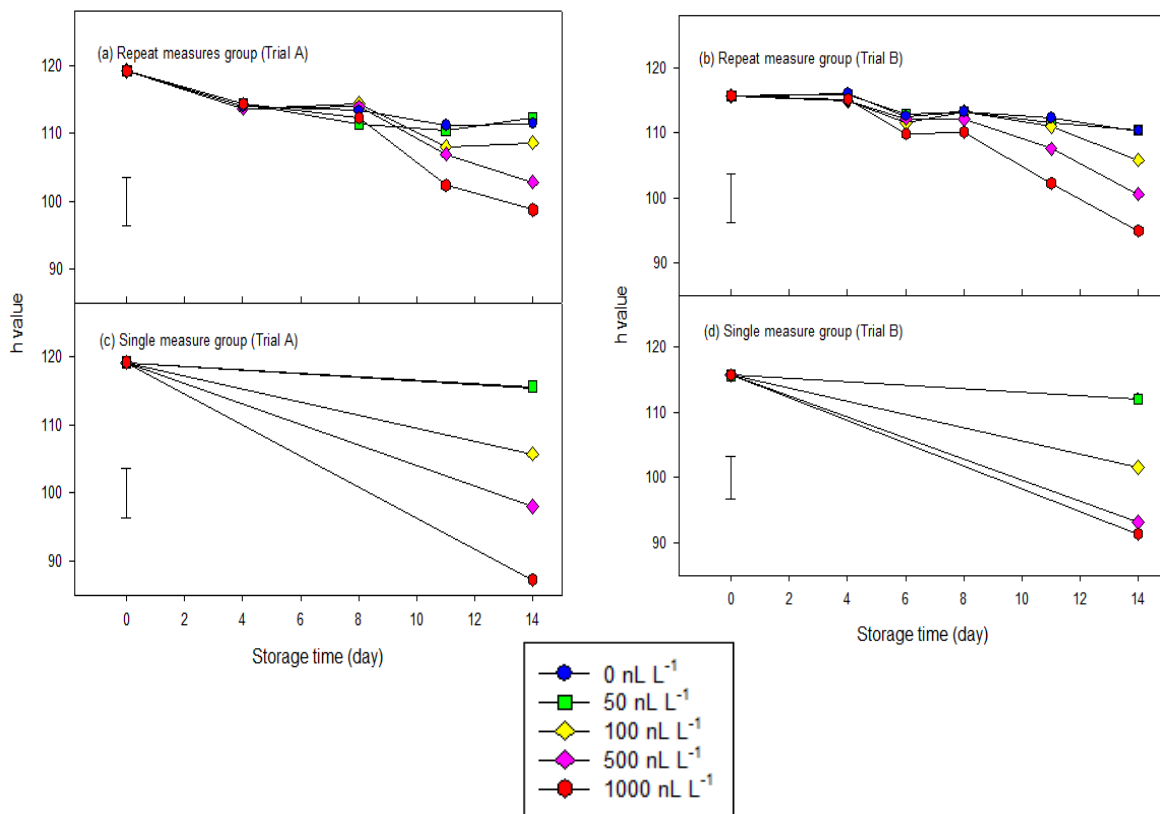 (a) Repeat measures group (Trial A)
120
110
100
90
h value
(b) Repeat measure group (Trial B)
120
110
100
90
h value
(c) Single measure group (Trial A)
120
110
100
90
0 2 4 6 8 10 12 14
Storage time (day)
(d) Single measure group (Trial B)
120
110
100
90
0 2 4 6 8 10 12 14
Storage time (day)
0 nL L⁻¹
50 nL L⁻¹
100 nL L⁻¹
500 nL L⁻¹
1000 nL L⁻¹